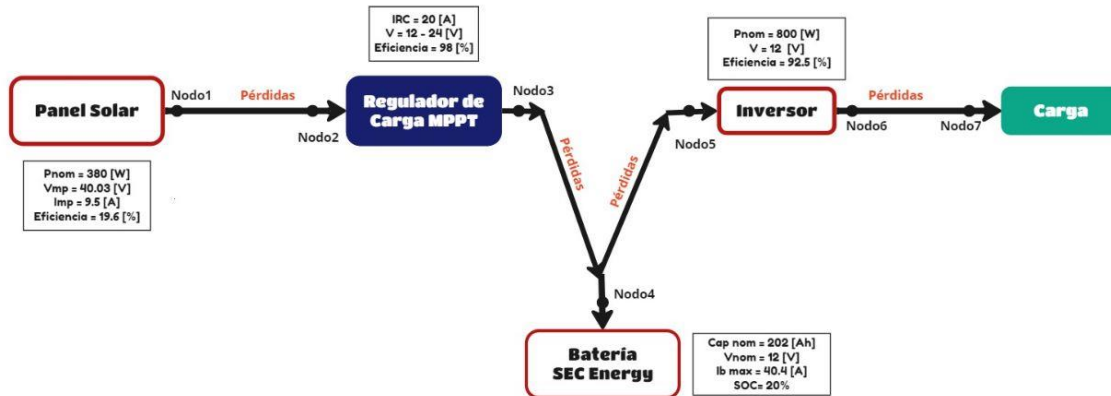 IRC = 20 [A]
V = 12 - 24 [V]
Eficiencia = 98 [%]
Pnom = 800 [W]
V = 12 [V]
Eficiencia = 92.5 [%]
Panel Solar
Nodo1
Pérdidas
Nodo2
Regulador de
Carga MPPT
Nodo3
Pérdidas
Pérdidas
Nodo5
Inversor
Nodo6
Pérdidas
Nodo7
Carga
Pnom = 380 [W]
Vmp = 40.03 [V]
Imp = 9.5 [A]
Eficiencia = 19.6 [%]
Nodo4
Bateria
SEC Energy
Cap nom = 202 [Ah]
Vnom = 12 [V]
Ib max = 40.4 [A]
SOC= 20%